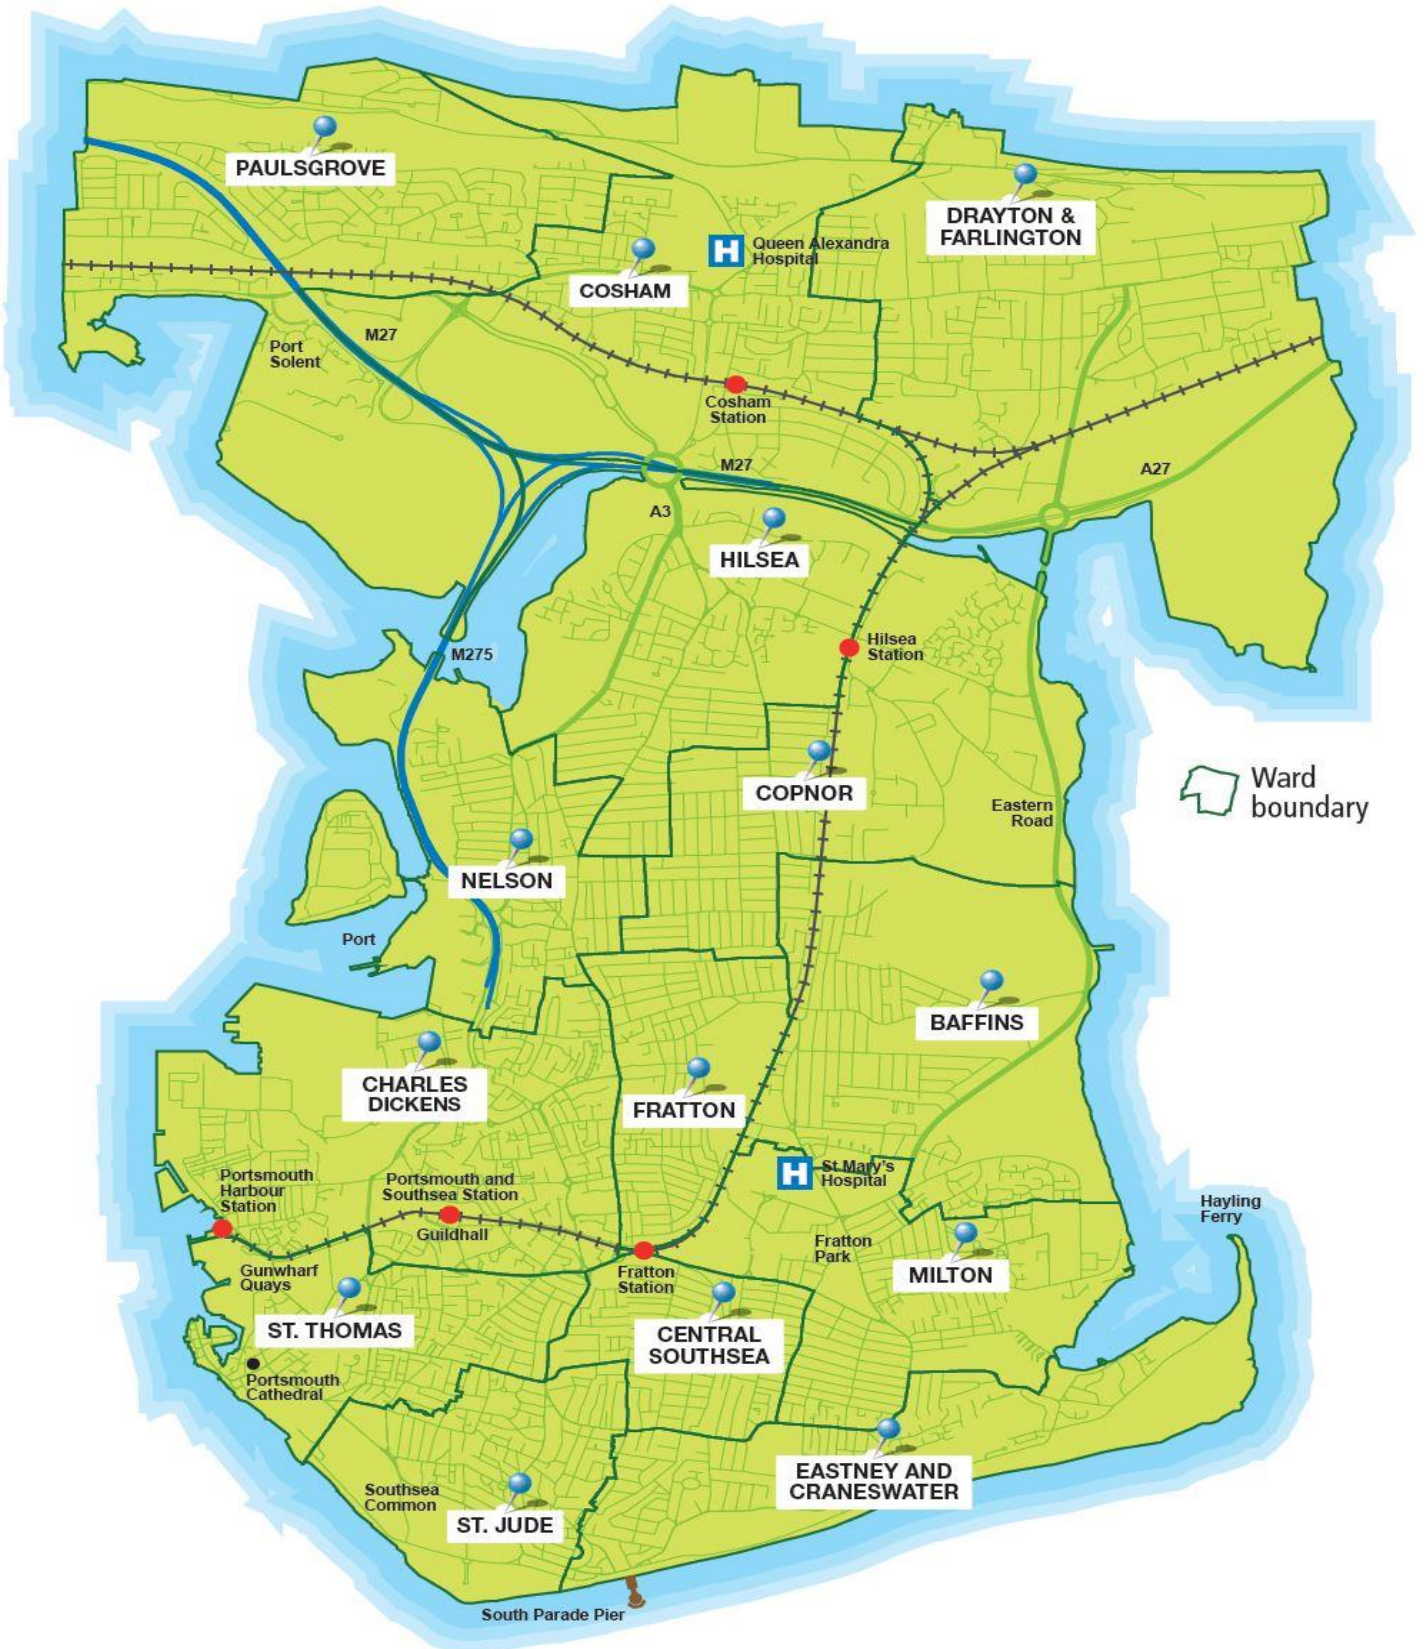 PAULSGROVE
DRAYTON &
FARLINGTON
H
Queen Alexandra
Hospital
COSHAM
M27
Port
Solent
Cosham
Station
M27
A27
A3
HILSEA
Hilsea
Station
M275
COPNOR
Ward
boundary
Eastern
Road
NELSON
Port
BAFFINS
CHARLES
DICKENS
FRATTON
H
St Mary's
Hospital
Portsmouth
Harbour
Station
Portsmouth and
Southsea Station
Guildhall
Hayling
Ferry
Fratton
Park
Gunwharf
Quays
Fratton
Station
MILTON
ST. THOMAS
CENTRAL
SOUTHSEA
Portsmouth
Cathedral
EASTNEY AND
CRANESWATER
Southsea
Common
ST. JUDE
South Parade Pier